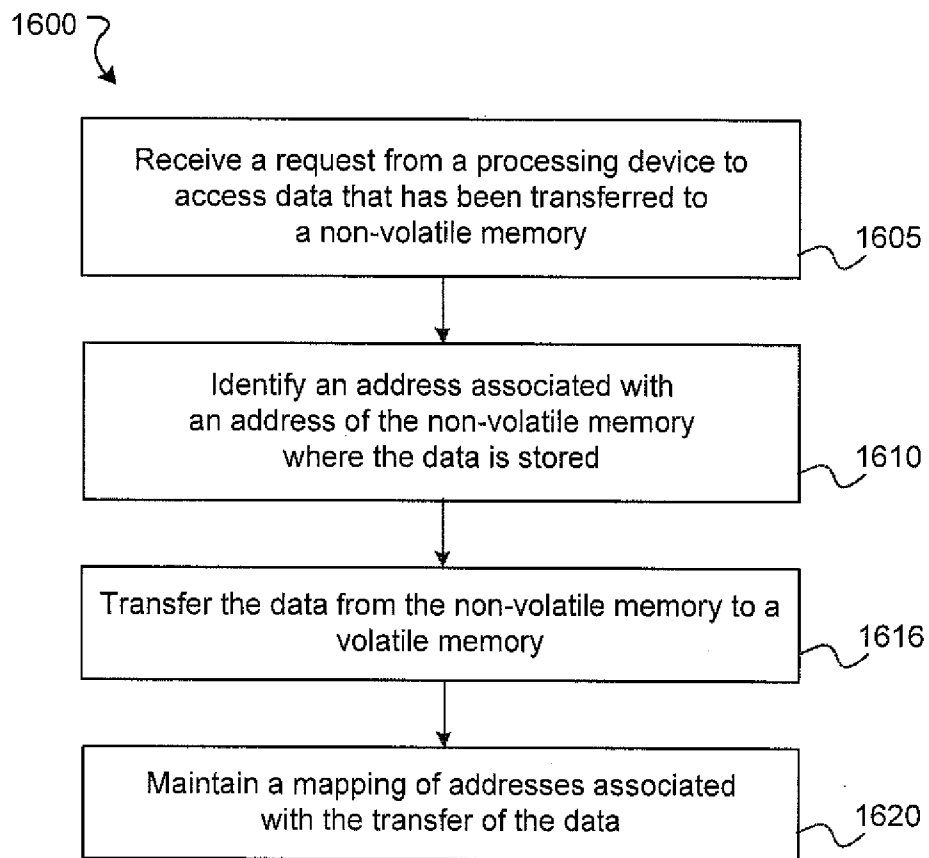 1600
Receive a request from a processing device to
access data that has been transferred to
a non-volatile memory
1605
Identify an address associated with
an address of the non-volatile memory
where the data is stored
1610
Transfer the data from the non-volatile memory to a
volatile memory
1616
Maintain a mapping of addresses associated
with the transfer of the data
1620